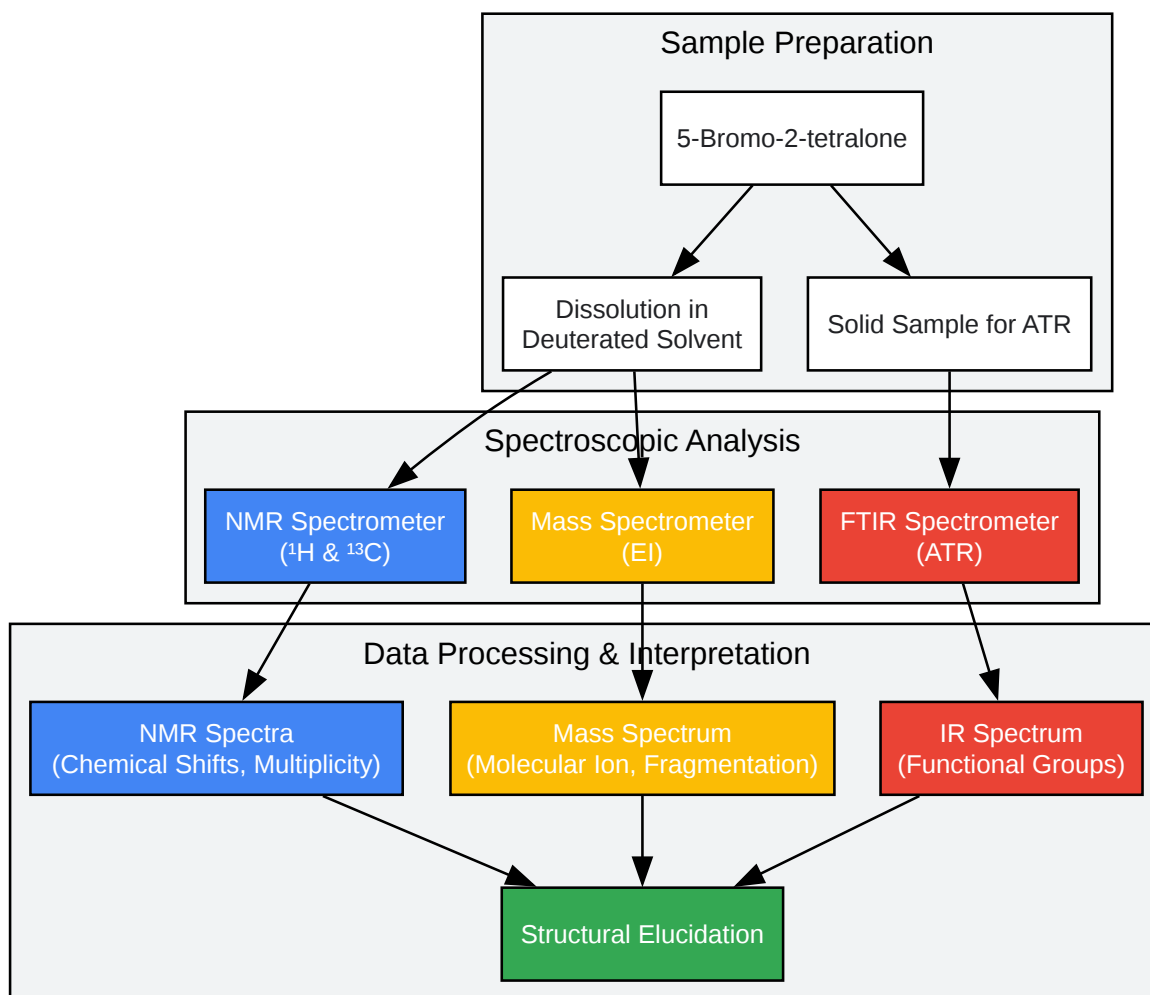 Sample Preparation
5-Bromo-2-tetralone
Dissolution in
Deuterated Solvent
Solid Sample for ATR
Spectroscopic Analysis
NMR Spectrometer
(¹H & ¹³C)
Mass Spectrometer
(EI)
FTIR Spectrometer
(ATR)
Data Processing & Interpretation
NMR Spectra
(Chemical Shifts, Multiplicity)
Mass Spectrum
(Molecular Ion, Fragmentation)
IR Spectrum
(Functional Groups)
Structural Elucidation